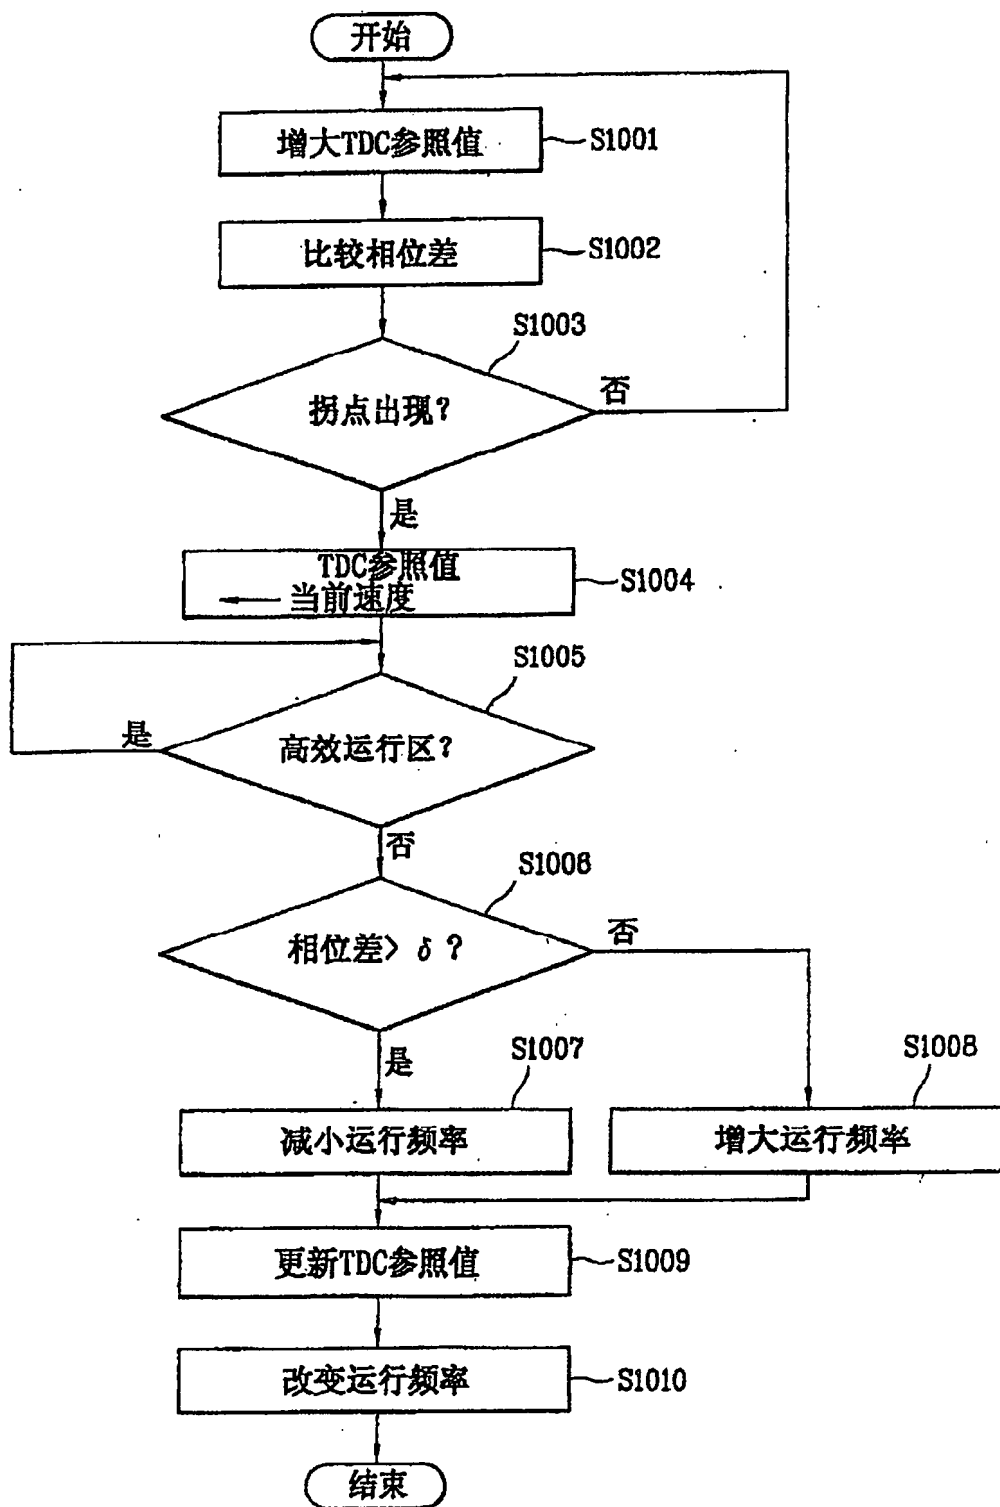 开始
增大TDC参照值
S1001
比较相位差
S1002
S1003
拐点出现？
否
是
TDC参照值
当前速度
S1004
S1005
是
高效运行区？
否
S1006
相位差> δ ？
否
是
S1007
S1008
减小运行频率
增大运行频率
更新TDC参照值
S1009
改变运行频率
S1010
结束